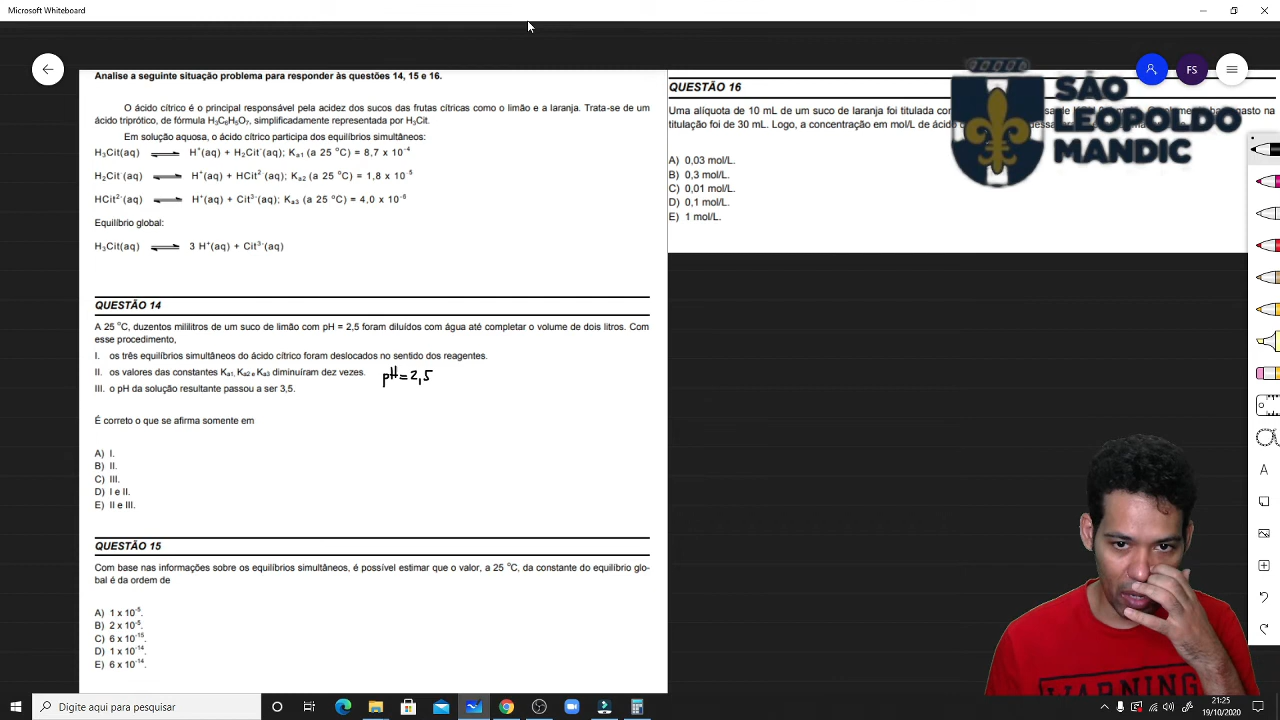 Microsoft Whiteboard
FS
Analise a seguinte situação problema para responder às questões 14, 15 e 16.
O ácido cítrico é o principal responsável pela acidez dos sucos das frutas cítricas como o limão e a laranja. Trata-se de um
ácido triprótico, de fórmula H₃C₆H₅O₇, simplificadamente representada por H₃Cit.
Em solução aquosa, o ácido cítrico participa dos equilíbrios simultâneos:
H₃Cit(aq) ⇌ H⁺(aq) + H₂Cit⁻(aq); Kₐ₁ (a 25 °C) = 8,7 x 10⁻⁴
H₂Cit⁻(aq) ⇌ H⁺(aq) + HCit²⁻(aq); Kₐ₂ (a 25 °C) = 1,8 x 10⁻⁵
HCit²⁻(aq) ⇌ H⁺(aq) + Cit³⁻(aq); Kₐ₃ (a 25 °C) = 4,0 x 10⁻⁶
Equilíbrio global:
H₃Cit(aq) ⇌ 3 H⁺(aq) + Cit³⁻(aq)
QUESTÃO 14
A 25 °C, duzentos mililitros de um suco de limão com pH = 2,5 foram diluídos com água até completar o volume de dois litros. Com
esse procedimento,
I. os três equilíbrios simultâneos do ácido cítrico foram deslocados no sentido dos reagentes.
II. os valores das constantes Kₐ₁, Kₐ₂ e Kₐ₃ diminuíram dez vezes.
pH = 2,5
III. o pH da solução resultante passou a ser 3,5.
É correto o que se afirma somente em
A) I.
B) II.
C) III.
D) I e II.
E) II e III.
QUESTÃO 15
Com base nas informações sobre os equilíbrios simultâneos, é possível estimar que o valor, a 25 °C, da constante do equilíbrio glo-
bal é da ordem de
A) 1 x 10⁻⁵.
B) 2 x 10⁻⁵.
C) 6 x 10⁻¹⁵.
D) 1 x 10⁻¹⁴.
E) 6 x 10⁻¹⁴.
QUESTÃO 16
Uma alíquota de 10 mL de um suco de laranja foi titulada com gasto na
titulação foi de 30 mL. Logo, a concentração em mol/L de ácido
A) 0,03 mol/L.
B) 0,3 mol/L.
C) 0,01 mol/L.
D) 0,1 mol/L.
E) 1 mol/L.
SÃO
LEOPOLDO
MANDIC
A
WARNING
Digite aqui para pesquisar
21:25
19/10/2020